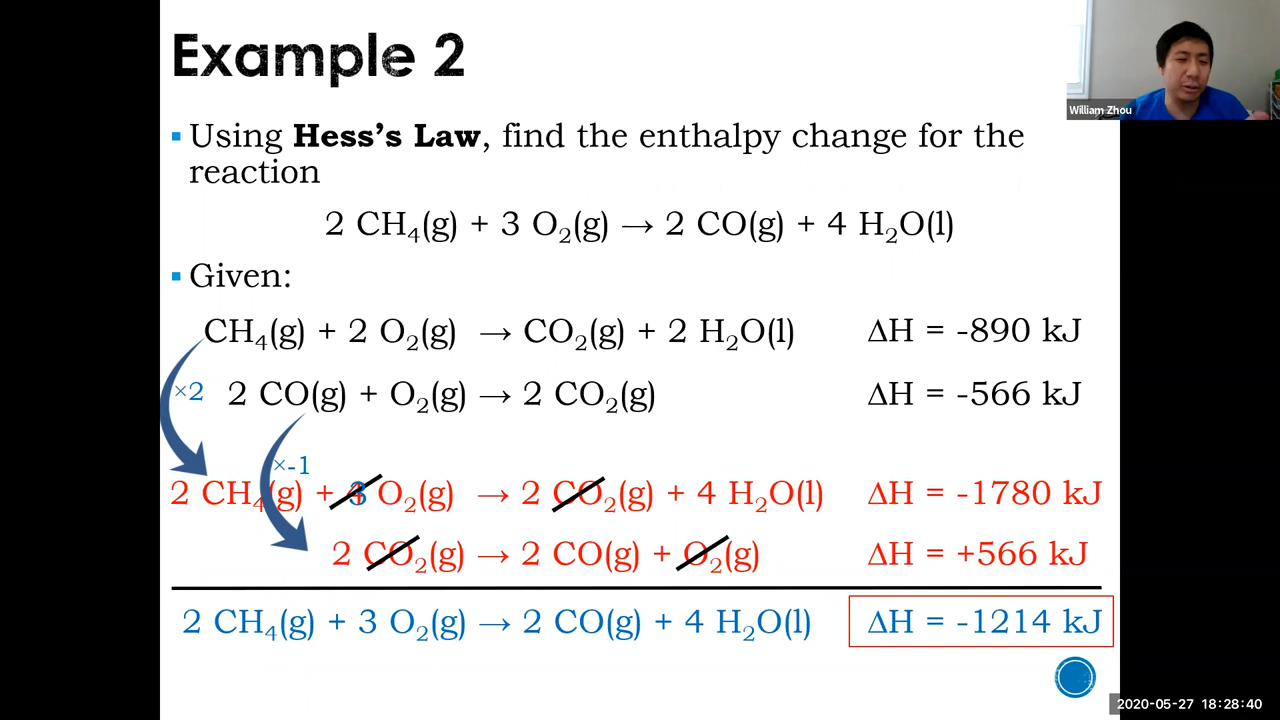 Example 2
William Zhou
Using Hess's Law, find the enthalpy change for the
reaction
2 CH₄(g) + 3 O₂(g) → 2 CO(g) + 4 H₂O(l)
Given:
CH₄(g) + 2 O₂(g) → CO₂(g) + 2 H₂O(l) ΔH = -890 kJ
×2 2 CO(g) + O₂(g) → 2 CO₂(g) ΔH = -566 kJ
×-1
2 CH₄(g) + 3 O₂(g) → 2 CO₂(g) + 4 H₂O(l) ΔH = -1780 kJ
2 CO₂(g) → 2 CO(g) + O₂(g) ΔH = +566 kJ
2 CH₄(g) + 3 O₂(g) → 2 CO(g) + 4 H₂O(l) ΔH = -1214 kJ
2020-05-27 18:28:40